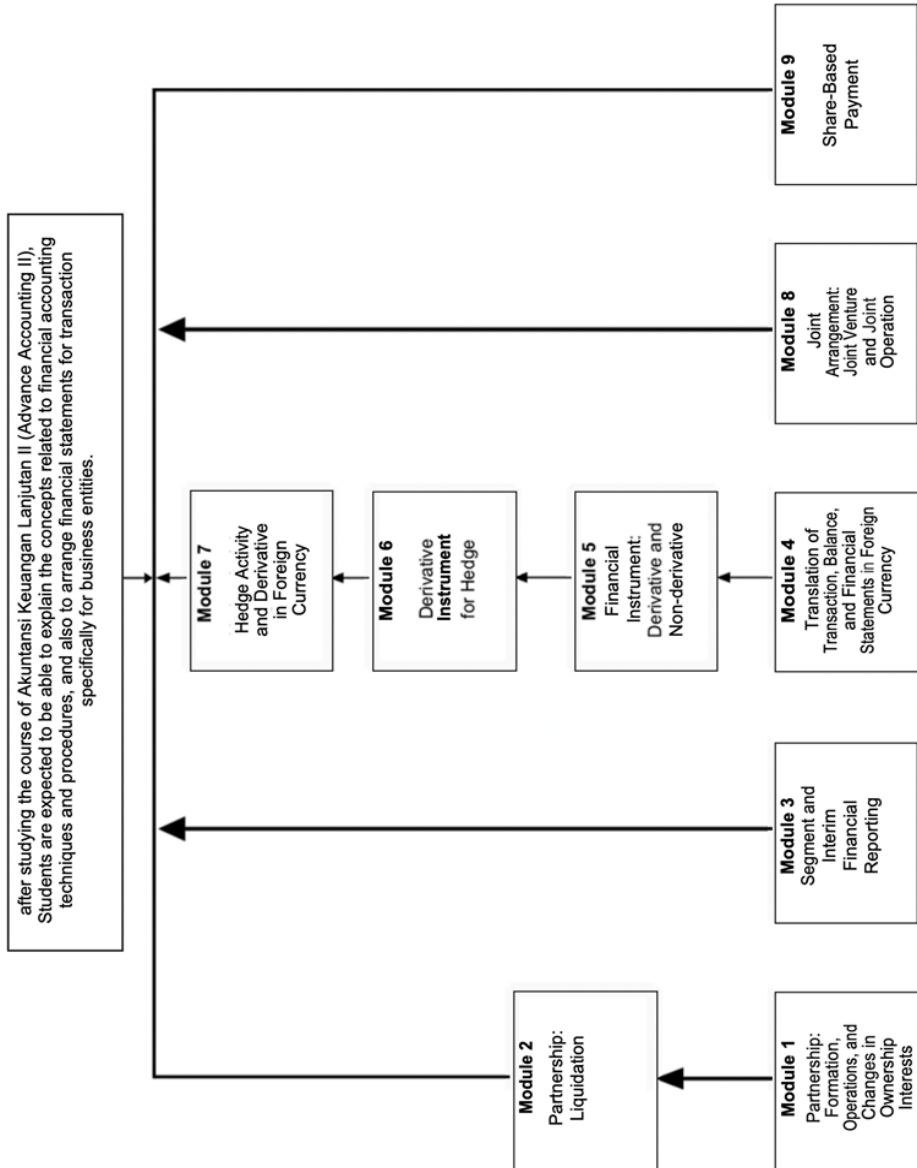 after studying the course of Akuntansi Keuangan Lanjutan II (Advance Accounting II),
Students are expected to be able to explain the concepts related to financial accounting
techniques and procedures, and also to arrange financial statements for transaction
specifically for business entities.
Module 7
Hedge Activity
and Derivative
in Foreign
Currency
Module 6
Derivative
Instrument
for Hedge
Module 5
Financial
Instrument:
Derivative and
Non-derivative
Module 2
Partnership:
Liquidation
Module 1
Partnership:
Formation,
Operations, and
Changes in
Ownership
Interests
Module 3
Segment and
Interim
Financial
Reporting
Module 4
Translation of
Transaction, Balance,
and Financial
Statements in Foreign
Currency
Module 8
Joint
Arrangement:
Joint Venture
and Joint
Operation
Module 9
Share-Based
Payment